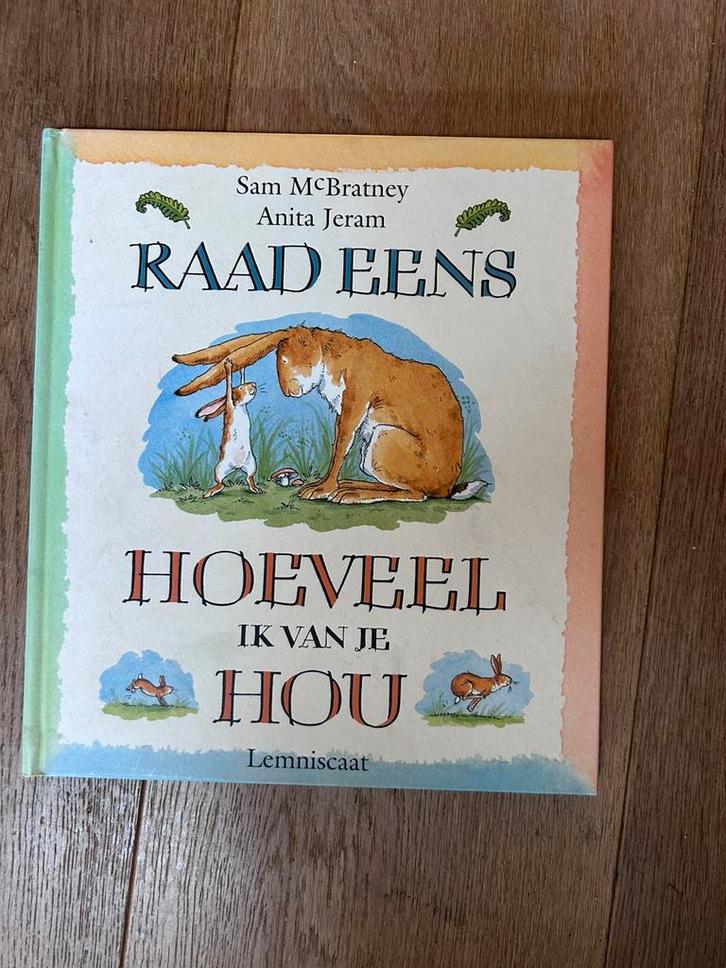 Sam McBratney
Anita Jeram
RAAD EENS
HOEVEEL
IK VAN JE
HOU
Lemniscaat